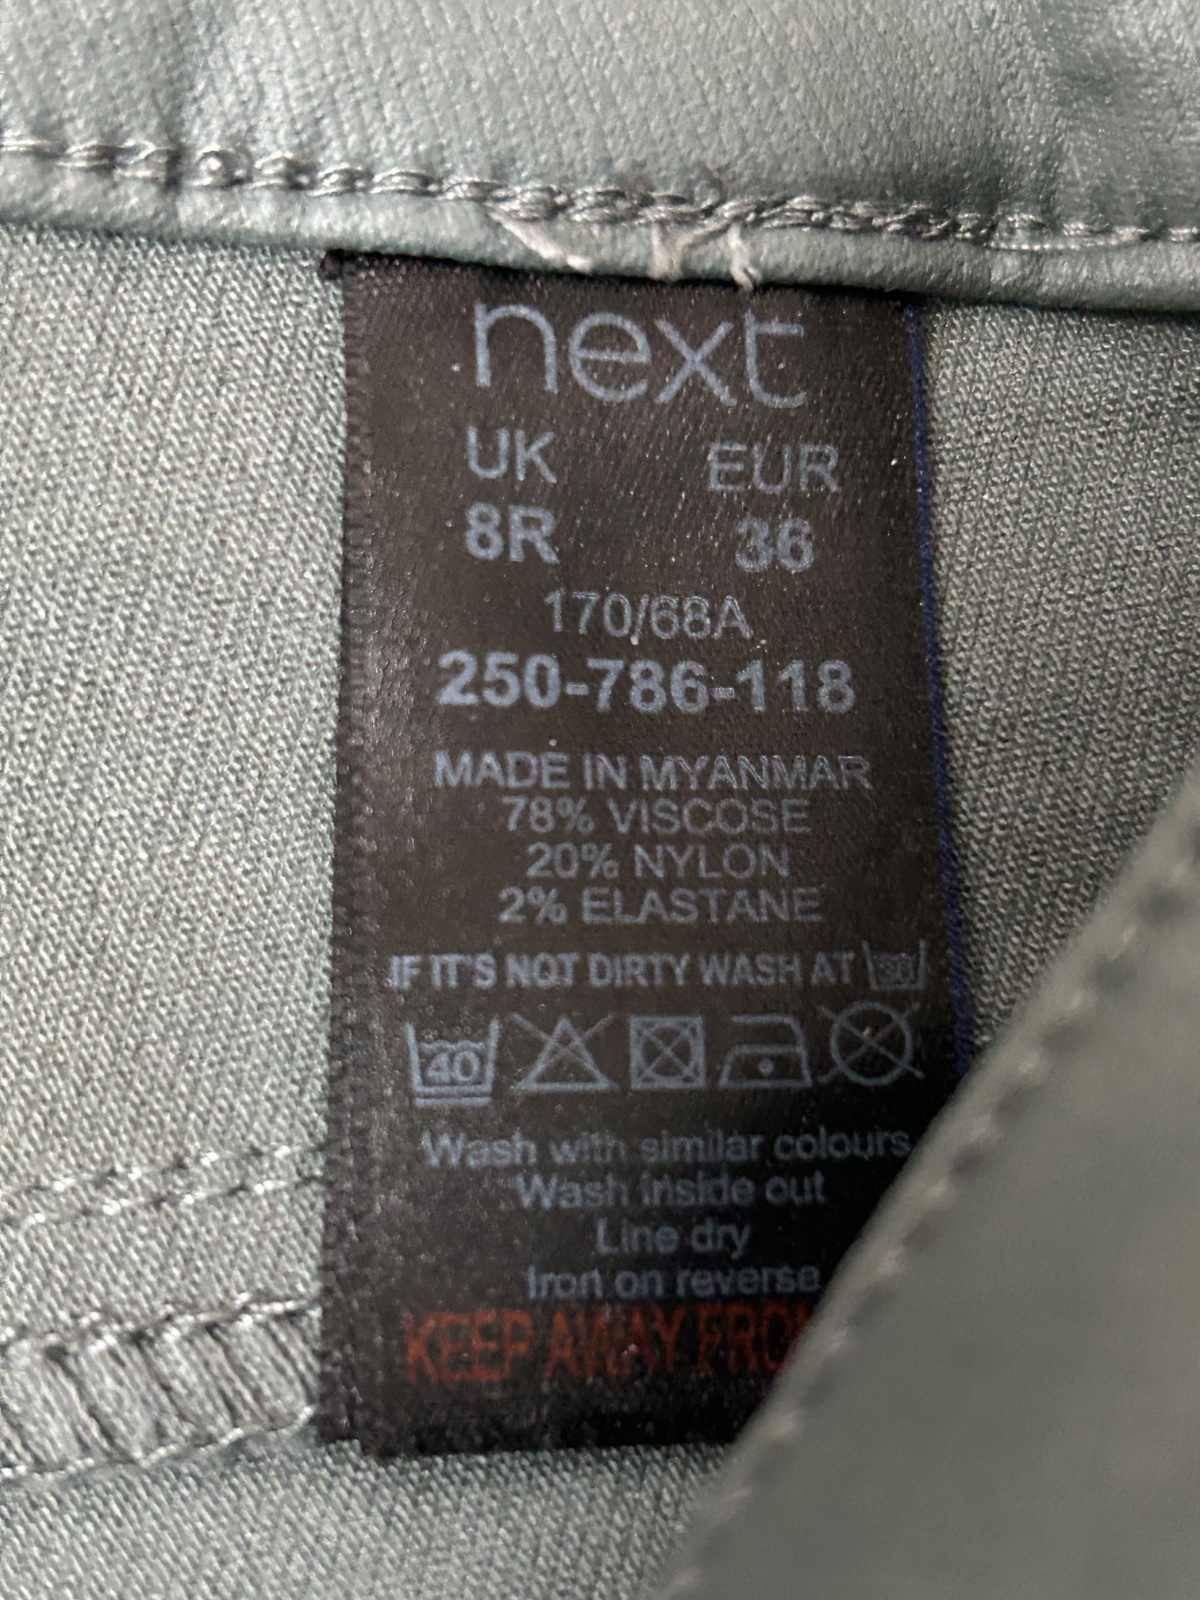 next
UK EUR
8R 36
170/68A
250-786-118
MADE IN MYANMAR
78% VISCOSE
20% NYLON
2% ELASTANE
IF IT'S NOT DIRTY WASH AT 30
40
Wash with similar colours
Wash inside out
Line dry
Iron on reverse
KEEP AWAY FROM